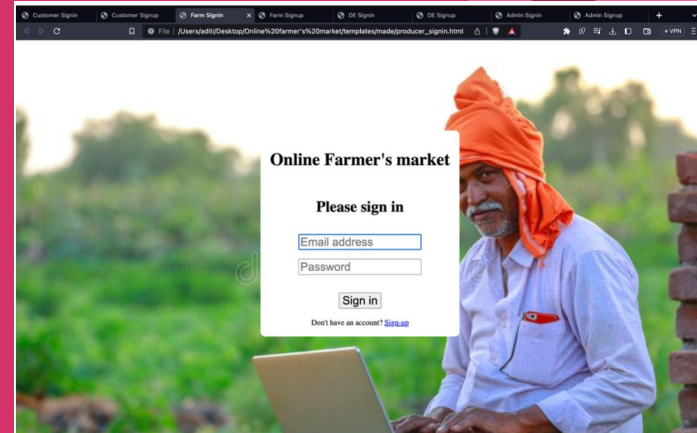 Customer Signin
Customer Signup
Farm Signin
Farm Signup
DE Signin
DE Signup
Admin Signin
Admin Signup
File
/Users/aditi/Desktop/Online%20farmer's%20market/templates/made/producer_signin.html
VPN
Online Farmer's market
Please sign in
Email address
Password
Sign in
Don't have an account? Sign-up